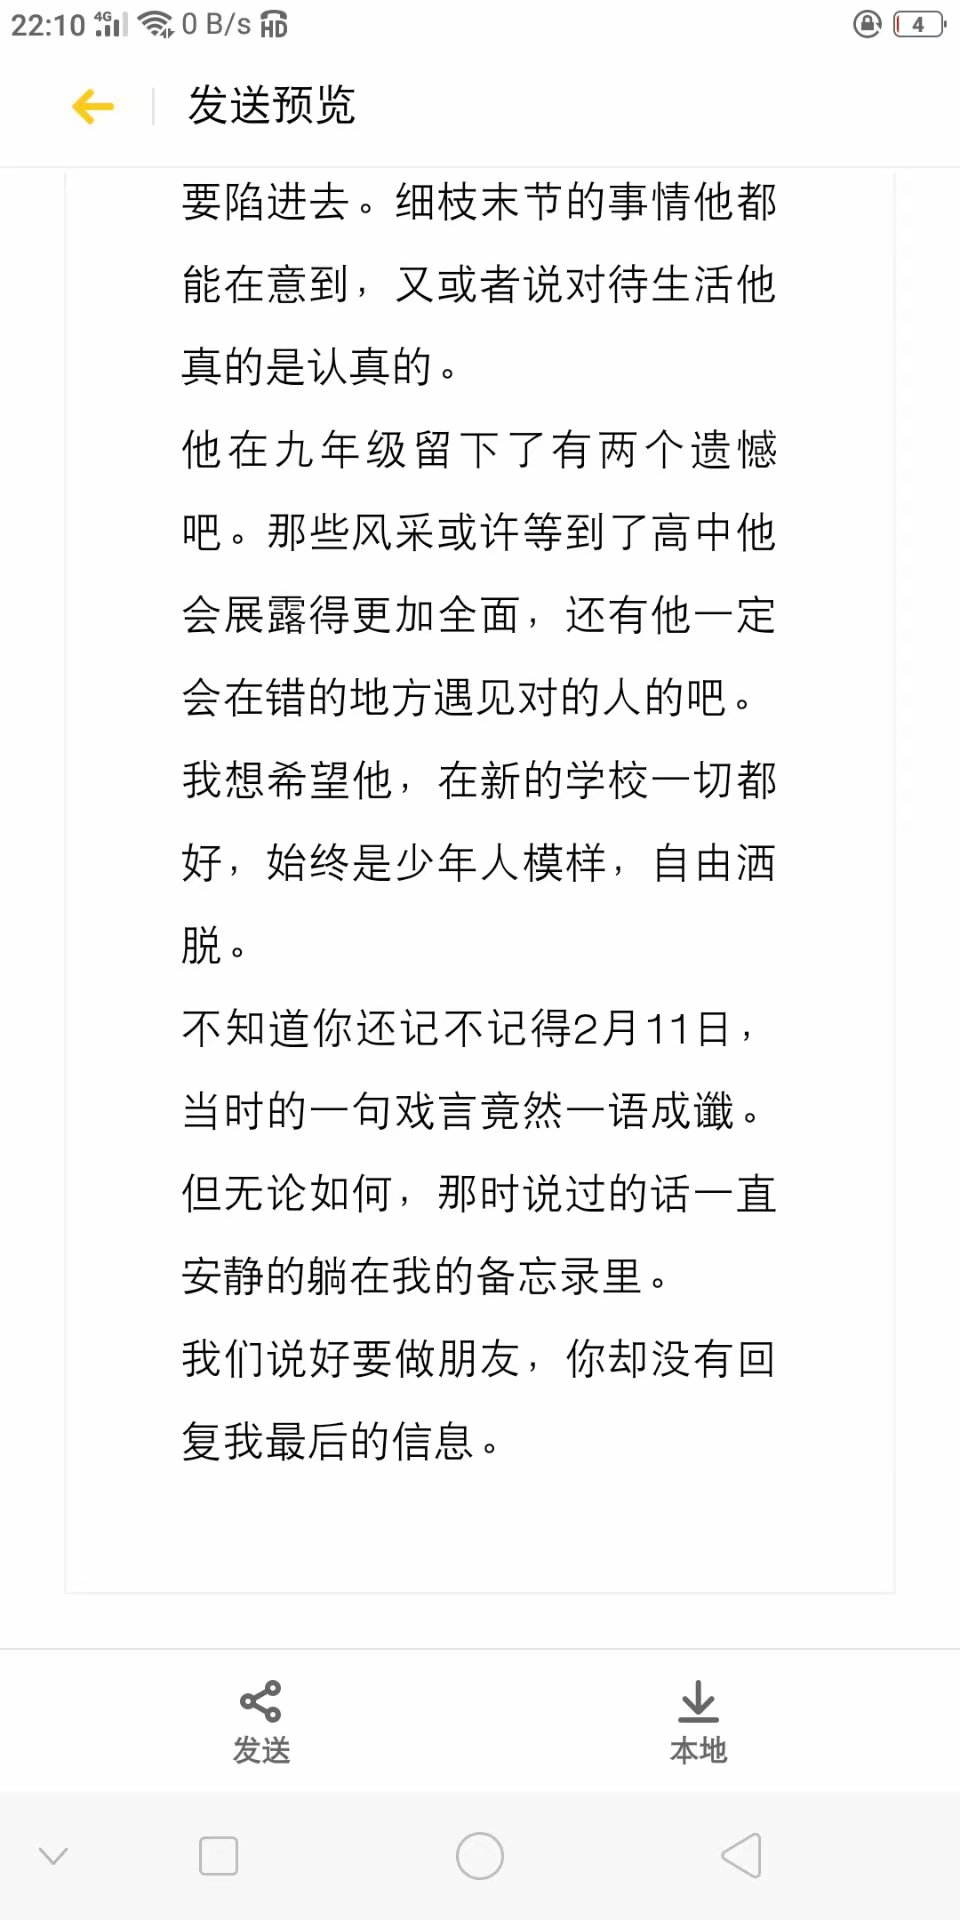 22:10 4G 0 B/s HD 4
发送预览
要陷进去。细枝末节的事情他都
能在意到，又或者说对待生活他
真的是认真的。
他在九年级留下了有两个遗憾
吧。那些风采或许等到了高中他
会展露得更加全面，还有他一定
会在错的地方遇见对的人的吧。
我想希望他，在新的学校一切都
好，始终是少年人模样，自由洒
脱。
不知道你还记不记得2月11日，
当时的一句戏言竟然一语成谶。
但无论如何，那时说过的话一直
安静的躺在我的备忘录里。
我们说好要做朋友，你却没有回
复我最后的信息。
发送 本地